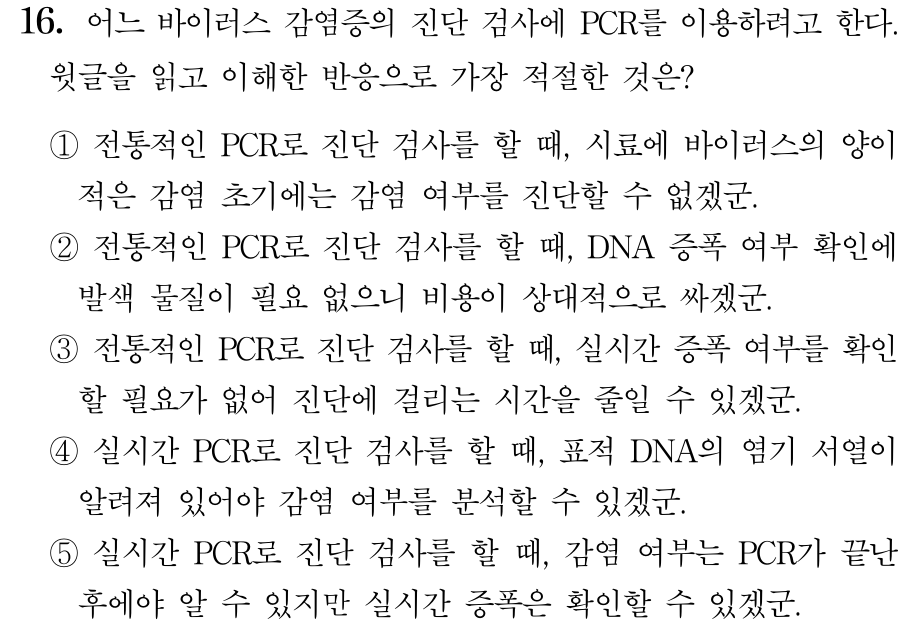 16. 어느 바이러스 감염증의 진단 검사에 PCR를 이용하려고 한다.
윗글을 읽고 이해한 반응으로 가장 적절한 것은?
① 전통적인 PCR로 진단 검사를 할 때, 시료에 바이러스의 양이
적은 감염 초기에는 감염 여부를 진단할 수 없겠군.
② 전통적인 PCR로 진단 검사를 할 때, DNA 증폭 여부 확인에
발색 물질이 필요 없으니 비용이 상대적으로 싸겠군.
③ 전통적인 PCR로 진단 검사를 할 때, 실시간 증폭 여부를 확인
할 필요가 없어 진단에 걸리는 시간을 줄일 수 있겠군.
④ 실시간 PCR로 진단 검사를 할 때, 표적 DNA의 염기 서열이
알려져 있어야 감염 여부를 분석할 수 있겠군.
⑤ 실시간 PCR로 진단 검사를 할 때, 감염 여부는 PCR가 끝난
후에야 알 수 있지만 실시간 증폭은 확인할 수 있겠군.